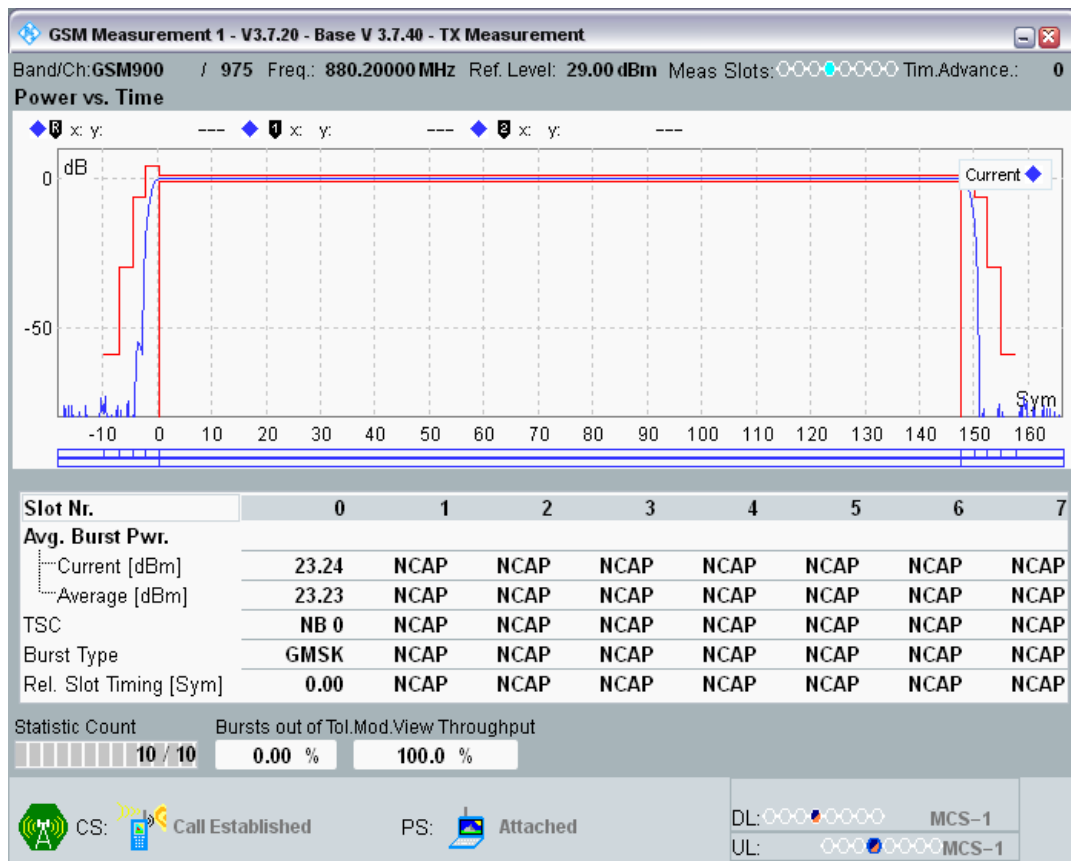 GSM Measurement 1 - V3.7.20 - Base V 3.7.40 - TX Measurement
Band/Ch:GSM900 / 975 Freq.: 880.20000 MHz Ref. Level: 29.00 dBm Meas Slots: Tim.Advance.: 0
Power vs. Time
R x: y: --- 1 x: y: --- 2 x: y: ---
dB
Current
0
-50
Sym
-10 0 10 20 30 40 50 60 70 80 90 100 110 120 130 140 150 160
Slot Nr. 0 1 2 3 4 5 6 7
Avg. Burst Pwr.
Current [dBm] 23.24 NCAP NCAP NCAP NCAP NCAP NCAP NCAP
Average [dBm] 23.23 NCAP NCAP NCAP NCAP NCAP NCAP NCAP
TSC NB 0 NCAP NCAP NCAP NCAP NCAP NCAP NCAP
Burst Type GMSK NCAP NCAP NCAP NCAP NCAP NCAP NCAP
Rel. Slot Timing [Sym] 0.00 NCAP NCAP NCAP NCAP NCAP NCAP NCAP
Statistic Count Bursts out of Tol.Mod.View Throughput
10 / 10 0.00 % 100.0 %
CS: Call Established PS: Attached
DL: MCS-1
UL: MCS-1